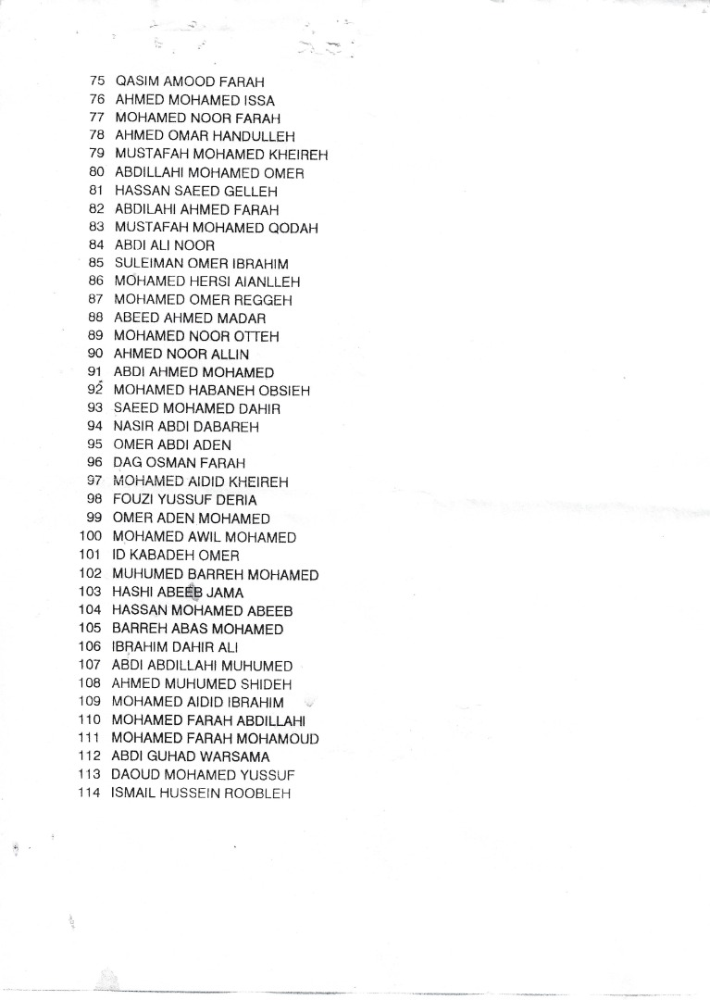 75 QASIM AMOOD FARAH
76 AHMED MOHAMED ISSA
77 MOHAMED NOOR FARAH
78 AHMED OMAR HANDULLEH
79 MUSTAFAH MOHAMED KHEIREH
80 ABDILLAHI MOHAMED OMER
81 HASSAN SAEED GELLEH
82 ABDILAHI AHMED FARAH
83 MUSTAFAH MOHAMED QODAH
84 ABDI ALI NOOR
85 SULEIMAN OMER IBRAHIM
86 MOHAMED HERSI AIANLLEH
87 MOHAMED OMER REGGEH
88 ABEED AHMED MADAR
89 MOHAMED NOOR OTTEH
90 AHMED NOOR ALLIN
91 ABDI AHMED MOHAMED
92 MOHAMED HABANEH OBSIEH
93 SAEED MOHAMED DAHIR
94 NASIR ABDI DABAREH
95 OMER ABDI ADEN
96 DAG OSMAN FARAH
97 MOHAMED AIDID KHEIREH
98 FOUZI YUSSUF DERIA
99 OMER ADEN MOHAMED
100 MOHAMED AWIL MOHAMED
101 ID KABADEH OMER
102 MUHUMED BARREH MOHAMED
103 HASHI ABEEB JAMA
104 HASSAN MOHAMED ABEEB
105 BARREH ABAS MOHAMED
106 IBRAHIM DAHIR ALI
107 ABDI ABDILLAHI MUHUMED
108 AHMED MUHUMED SHIDEH
109 MOHAMED AIDID IBRAHIM
110 MOHAMED FARAH ABDILLAHI
111 MOHAMED FARAH MOHAMOUD
112 ABDI GUHAD WARSAMA
113 DAOUD MOHAMED YUSSUF
114 ISMAIL HUSSEIN ROOBLEH